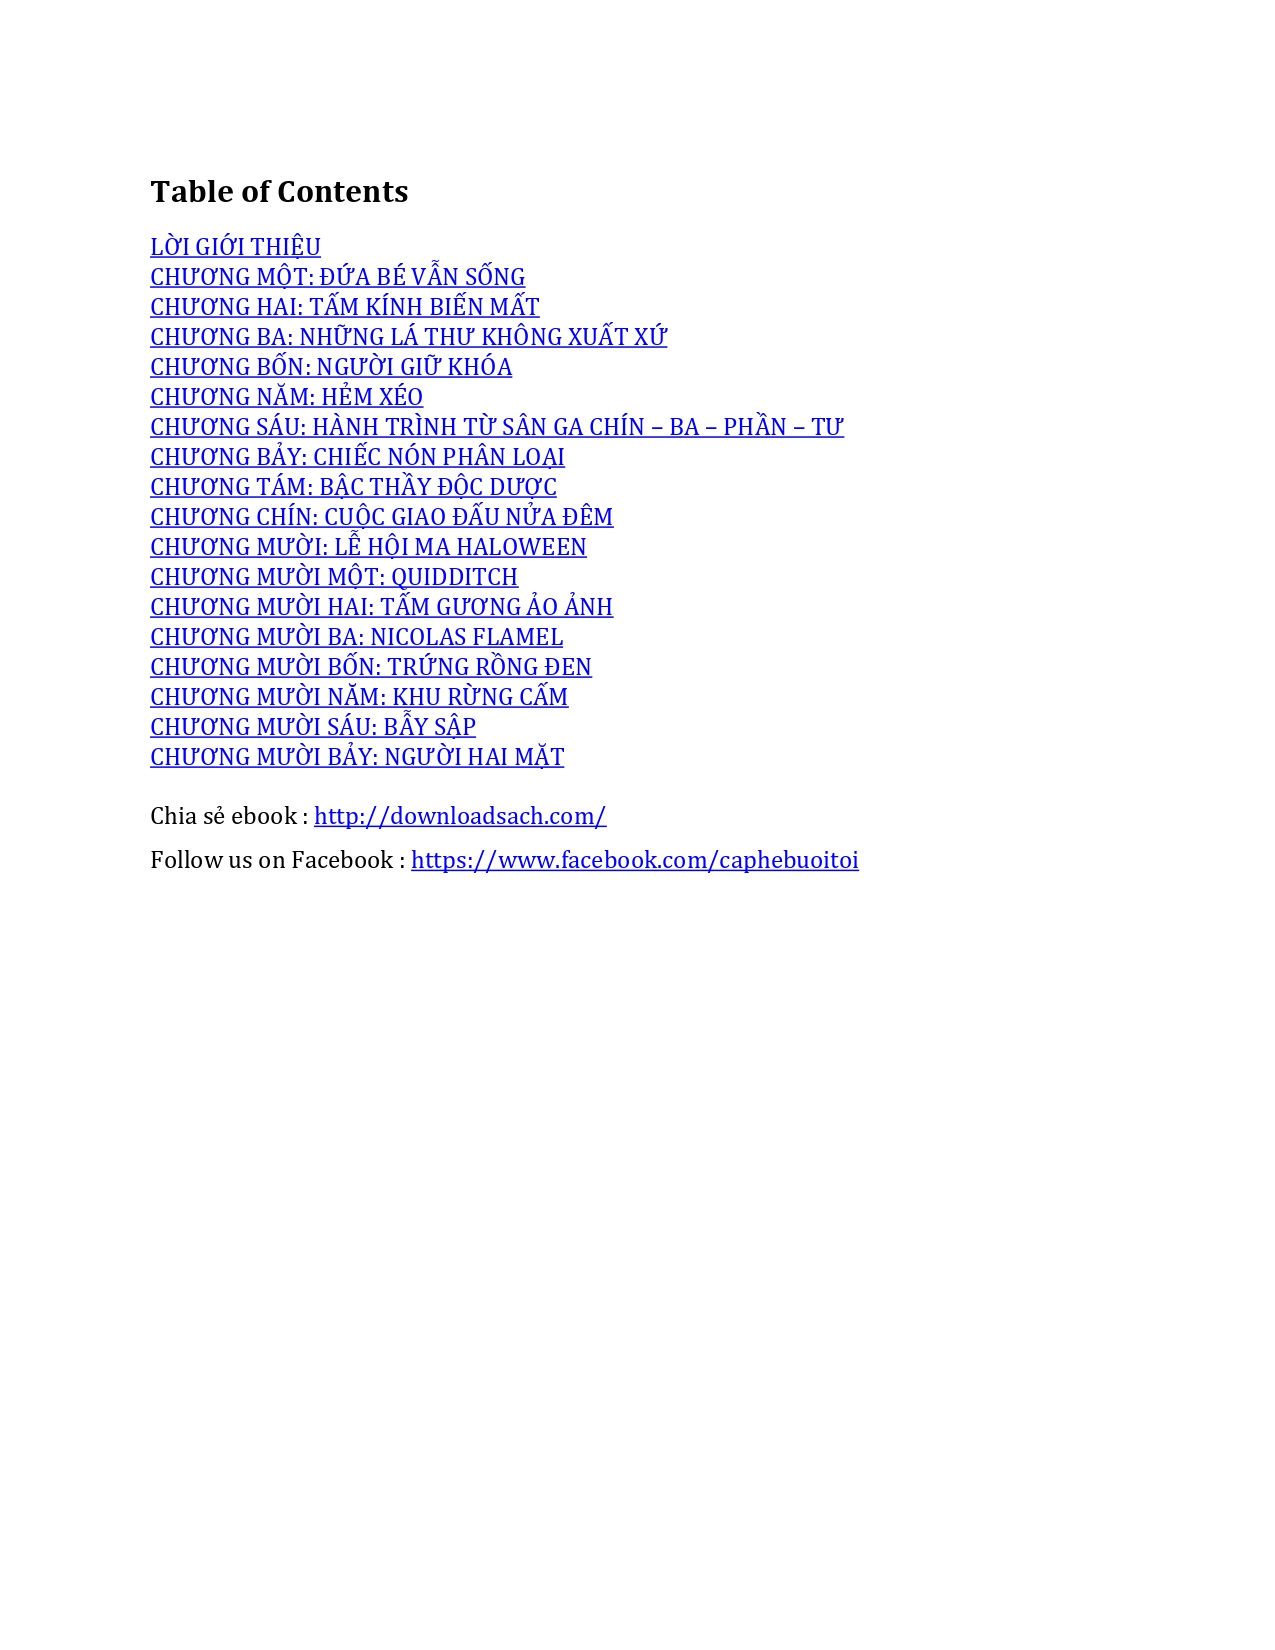 Table of Contents
LỜI GIỚI THIỆU
CHƯƠNG MỘT: ĐỨA BÉ VẪN SỐNG
CHƯƠNG HAI: TẤM KÍNH BIẾN MẤT
CHƯƠNG BA: NHỮNG LÁ THƯ KHÔNG XUẤT XỨ
CHƯƠNG BỐN: NGƯỜI GIỮ KHÓA
CHƯƠNG NĂM: HẺM XÉO
CHƯƠNG SÁU: HÀNH TRÌNH TỪ SÂN GA CHÍN – BA – PHẦN – TƯ
CHƯƠNG BẢY: CHIẾC NÓN PHÂN LOẠI
CHƯƠNG TÁM: BẬC THẦY ĐỘC DƯỢC
CHƯƠNG CHÍN: CUỘC GIAO ĐẤU NỬA ĐÊM
CHƯƠNG MƯỜI: LỄ HỘI MA HALOWEEN
CHƯƠNG MƯỜI MỘT: QUIDDITCH
CHƯƠNG MƯỜI HAI: TẤM GƯƠNG ẢO ẢNH
CHƯƠNG MƯỜI BA: NICOLAS FLAMEL
CHƯƠNG MƯỜI BỐN: TRỨNG RỒNG ĐEN
CHƯƠNG MƯỜI NĂM: KHU RỪNG CẤM
CHƯƠNG MƯỜI SÁU: BẪY SẬP
CHƯƠNG MƯỜI BẢY: NGƯỜI HAI MẶT
Chia sẻ ebook : http://downloadsach.com/
Follow us on Facebook : https://www.facebook.com/caphebuoitoi